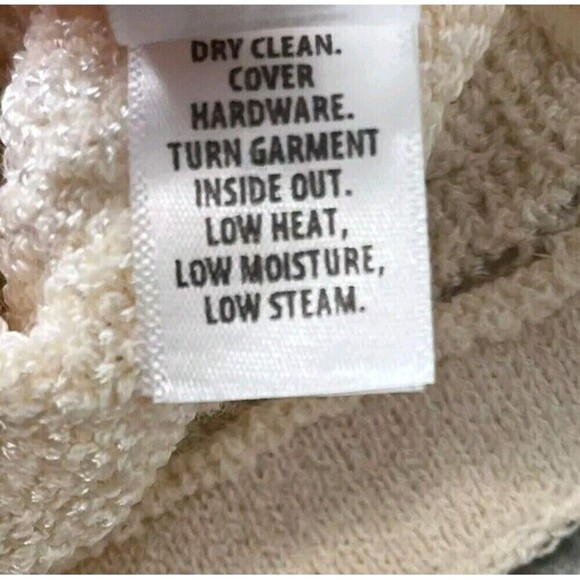 DRY CLEAN.
COVER
HARDWARE.
TURN GARMENT
INSIDE OUT.
LOW HEAT,
LOW MOISTURE,
LOW STEAM.